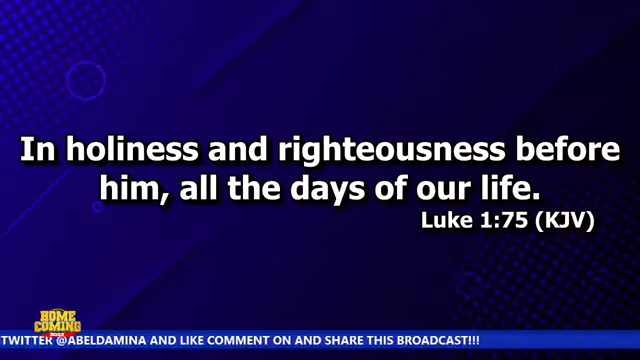 In holiness and righteousness before
him, all the days of our life.
Luke 1:75 (KJV)
HOME
COMING
2022
TWITTER @ABELDAMINA AND LIKE COMMENT ON AND SHARE THIS BROADCAST!!!